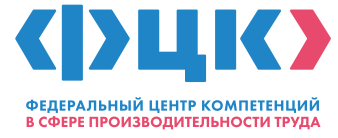 ФЦК
ФЕДЕРАЛЬНЫЙ ЦЕНТР КОМПЕТЕНЦИЙ
В СФЕРЕ ПРОИЗВОДИТЕЛЬНОСТИ ТРУДА